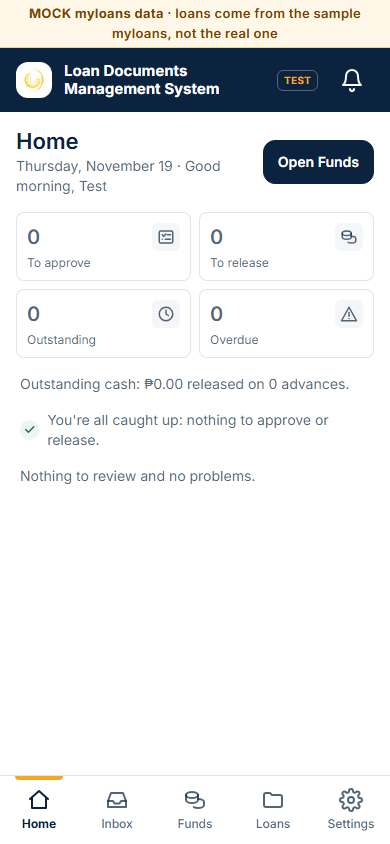 MOCK myloans data · loans come from the sample
myloans, not the real one
Loan Documents
Management System
TEST
Home
Thursday, November 19 · Good
morning, Test
Open Funds
0
To approve
0
To release
0
Outstanding
0
Overdue
Outstanding cash: ₱0.00 released on 0 advances.
You're all caught up: nothing to approve or
release.
Nothing to review and no problems.
Home
Inbox
Funds
Loans
Settings